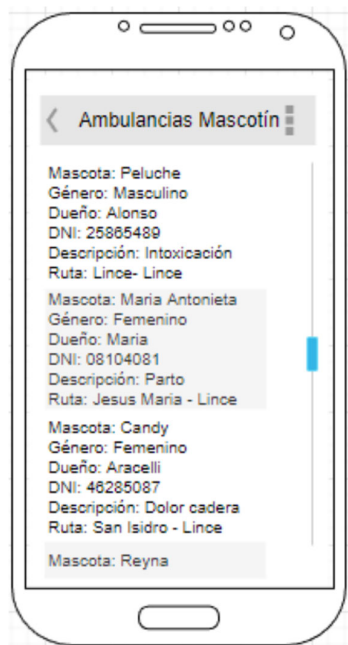 Ambulancias Mascotín
Mascota: Peluche
Género: Masculino
Dueño: Alonso
DNI: 25865489
Descripción: Intoxicación
Ruta: Lince- Lince
Mascota: Maria Antonieta
Género: Femenino
Dueño: Maria
DNI: 08104081
Descripción: Parto
Ruta: Jesus Maria - Lince
Mascota: Candy
Género: Femenino
Dueño: Aracelli
DNI: 46285087
Descripción: Dolor cadera
Ruta: San Isidro - Lince
Mascota: Reyna